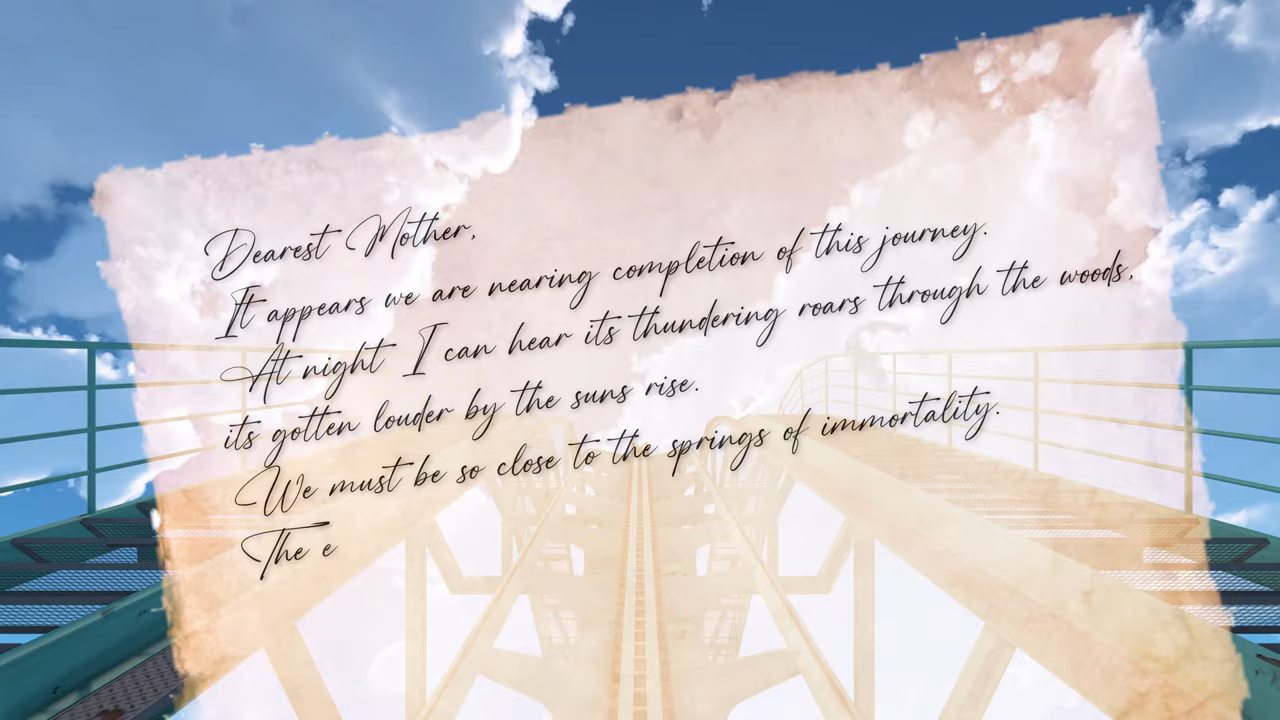 Dearest Mother,
It appears we are nearing completion of this journey.
At night I can hear its thundering roars through the woods,
its gotten louder by the suns rise.
We must be so close to the springs of immortality.
The e